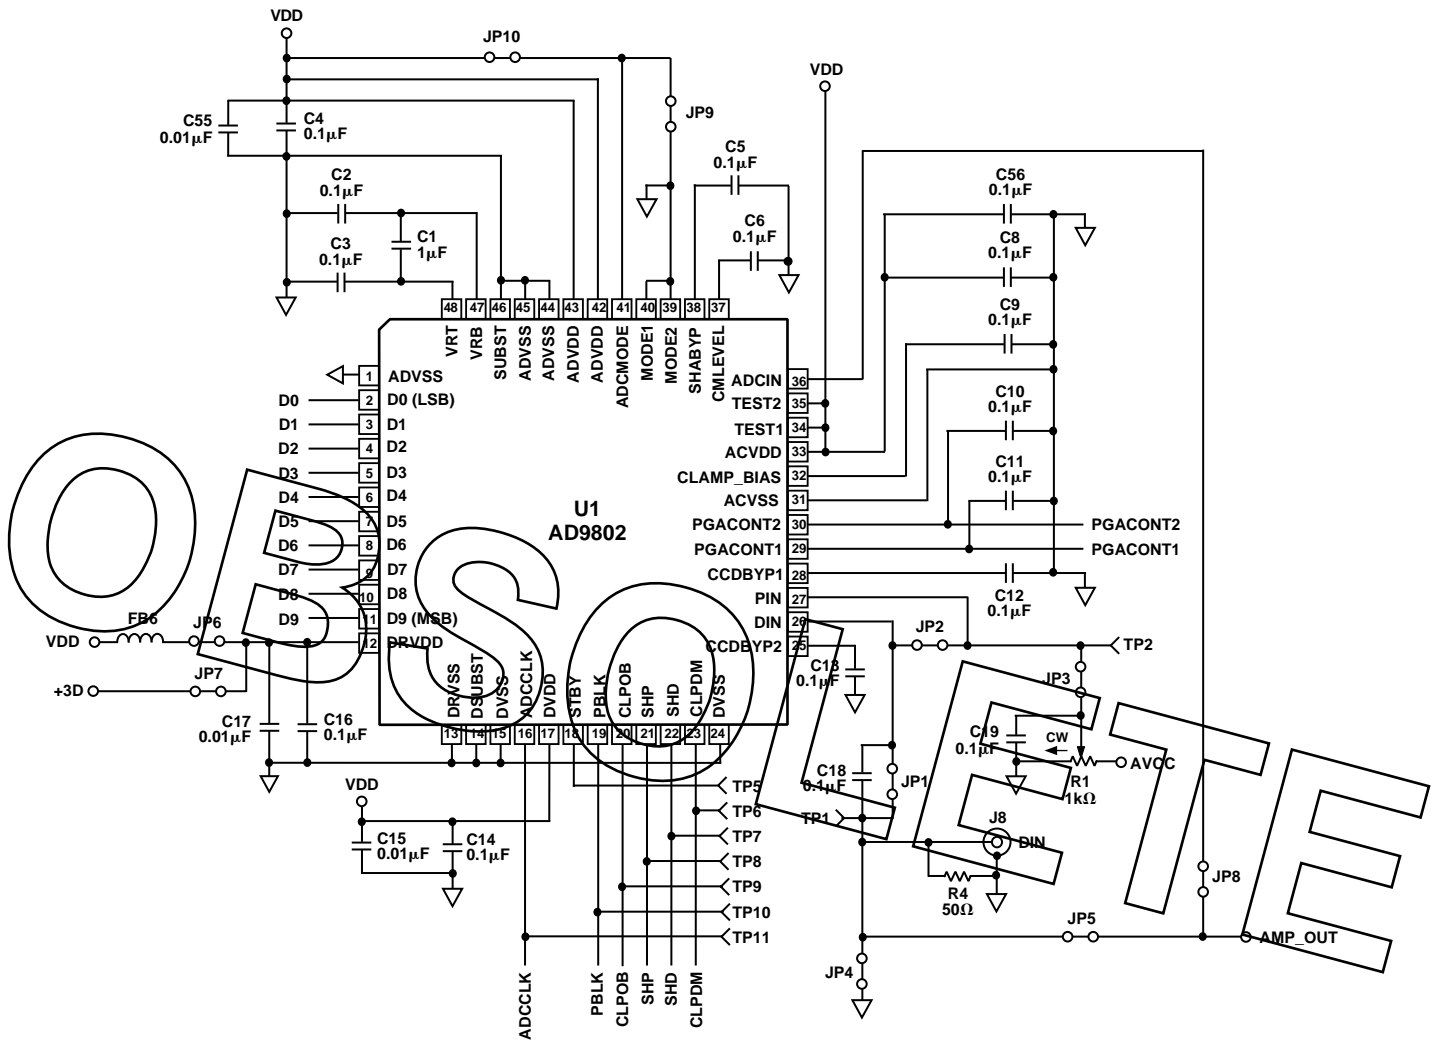 VDD
JP10
VDD
JP9
C55
0.01µF
C4
0.1µF
C5
0.1µF
C2
0.1µF
C56
0.1µF
C6
0.1µF
C1
1µF
C3
0.1µF
C8
0.1µF
C9
0.1µF
48 47 46 45 44 43 42 41 40 39 38 37
VRT
VRB
SUBST
ADVSS
ADVSS
ADVDD
ADVDD
ADCMODE
MODE1
MODE2
SHABYP
CMLEVEL
1 ADVSS
D0 2 D0 (LSB)
D1 3 D1
D2 4 D2
D3 5 D3
D4 6 D4
D5 7 D5
D6 8 D6
D7 9 D7
D8 10 D8
D9 11 D9 (MSB)
12 DRVDD
U1
AD9802
ADCIN 36
TEST2 35
TEST1 34
ACVDD 33
CLAMP_BIAS 32
ACVSS 31
PGACONT2 30 PGACONT2
PGACONT1 29 PGACONT1
CCDBYP1 28
PIN 27
DIN 26
CCDBYP2 25
C10
0.1µF
C11
0.1µF
C12
0.1µF
VDD
FB6
JP6
+3D
JP7
C17
0.01µF
C16
0.1µF
DRVSS
DSUBST
DVSS
ADCCLK
DVDD
STBY
PBLK
CLPOB
SHP
SHD
CLPDM
DVSS
13 14 15 16 17 18 19 20 21 22 23 24
C13
0.1µF
JP2
TP2
JP3
C19
0.1µF
CW
AVCC
R1
1kΩ
C18
0.1µF
JP1
TP1
J8
DIN
R4
50Ω
VDD
C15
0.01µF
C14
0.1µF
TP5
TP6
TP7
TP8
TP9
TP10
TP11
JP8
JP5
AMP_OUT
JP4
ADCCLK
PBLK
CLPOB
SHP
SHD
CLPDM
OBSOLETE